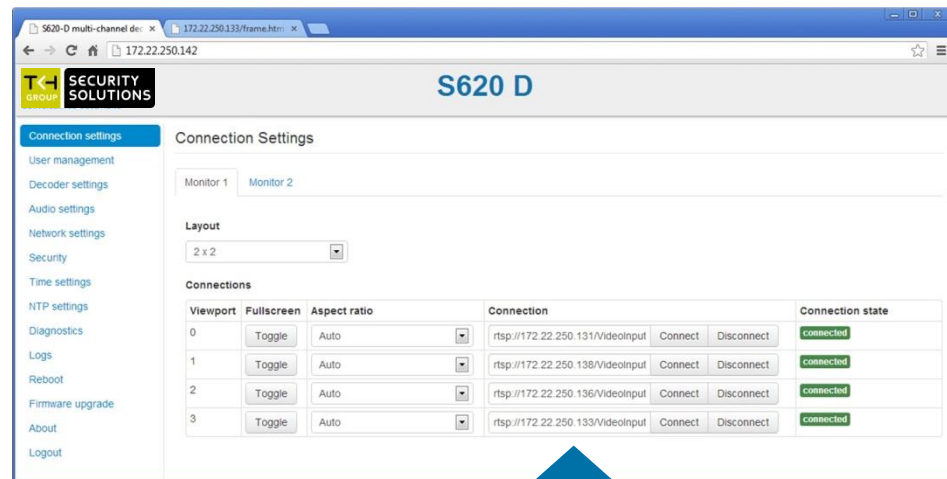 S620-D multi-channel dec × 172.22.250.133/frame.htm ×
172.22.250.142
TKH GROUP SECURITY SOLUTIONS
S620 D
Connection settings
User management
Decoder settings
Audio settings
Network settings
Security
Time settings
NTP settings
Diagnostics
Logs
Reboot
Firmware upgrade
About
Logout
Connection Settings
Monitor 1 Monitor 2
Layout
2 x 2
Connections
Viewport Fullscreen Aspect ratio Connection Connection state
0 Toggle Auto rtsp://172.22.250.131/VideoInput Connect Disconnect connected
1 Toggle Auto rtsp://172.22.250.138/VideoInput Connect Disconnect connected
2 Toggle Auto rtsp://172.22.250.136/VideoInput Connect Disconnect connected
3 Toggle Auto rtsp://172.22.250.133/VideoInput Connect Disconnect connected